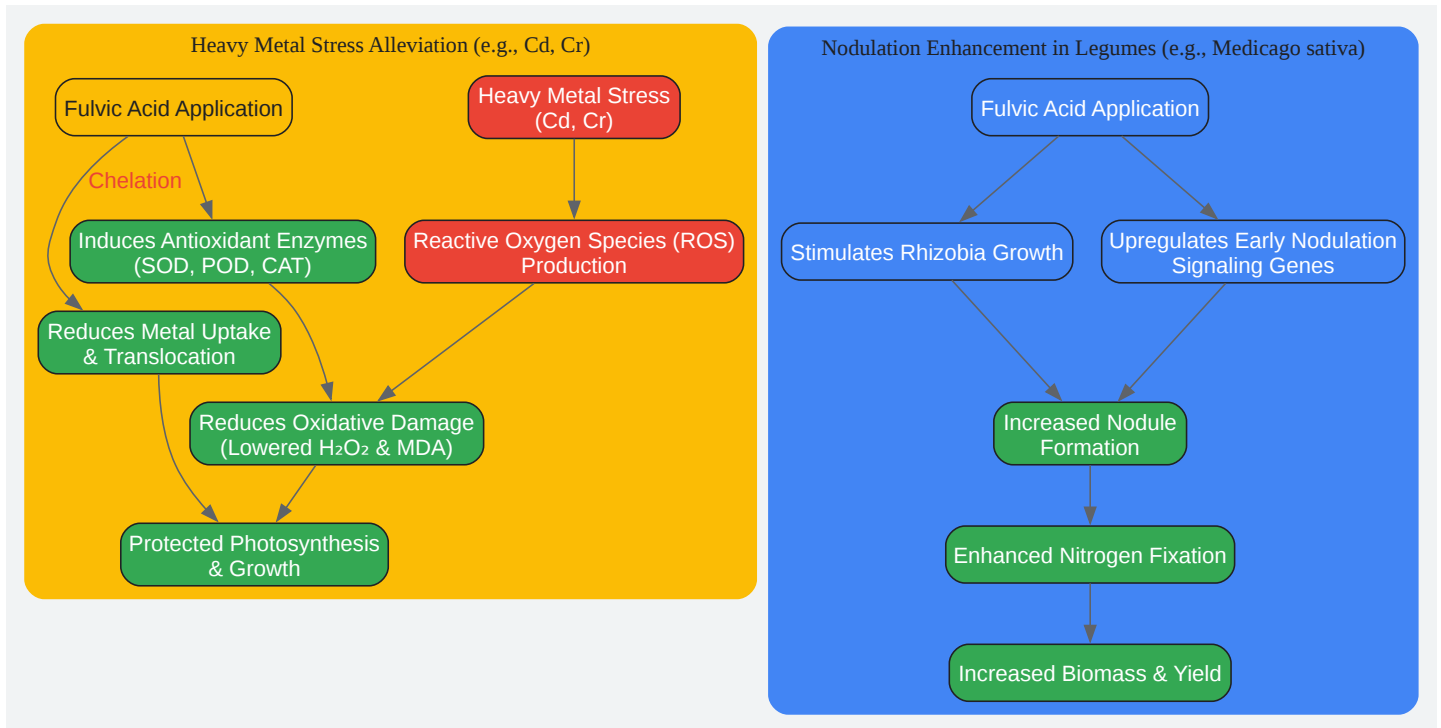 Heavy Metal Stress Alleviation (e.g., Cd, Cr)
Fulvic Acid Application
Heavy Metal Stress
(Cd, Cr)
Chelation
Induces Antioxidant Enzymes
(SOD, POD, CAT)
Reactive Oxygen Species (ROS)
Production
Reduces Metal Uptake
& Translocation
Reduces Oxidative Damage
(Lowered H₂O₂ & MDA)
Protected Photosynthesis
& Growth
Nodulation Enhancement in Legumes (e.g., Medicago sativa)
Fulvic Acid Application
Stimulates Rhizobia Growth
Upregulates Early Nodulation
Signaling Genes
Increased Nodule
Formation
Enhanced Nitrogen Fixation
Increased Biomass & Yield